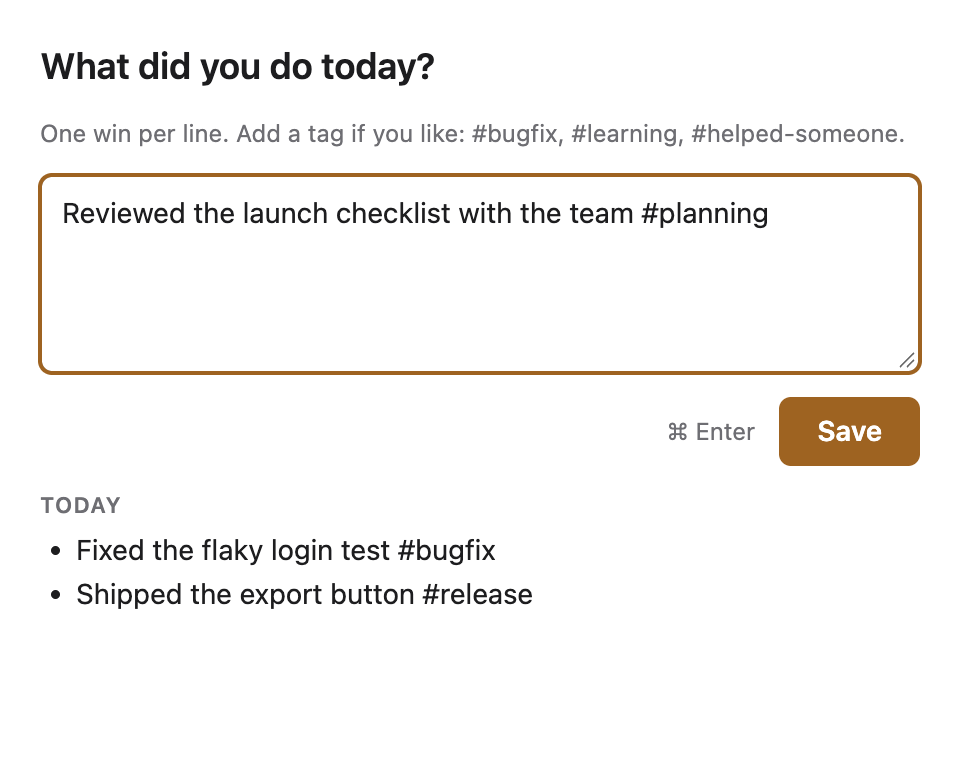 What did you do today?
One win per line. Add a tag if you like: #bugfix, #learning, #helped-someone.
Reviewed the launch checklist with the team #planning
⌘ Enter
Save
TODAY
• Fixed the flaky login test #bugfix
• Shipped the export button #release